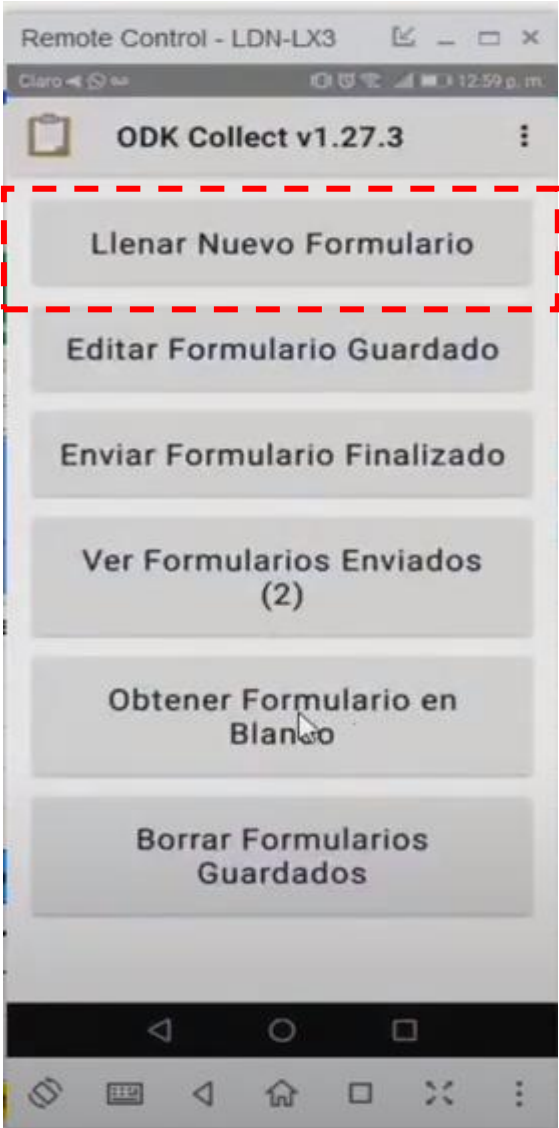 Remote Control - LDN-LX3
Claro
12:59 p. m.
ODK Collect v1.27.3
Llenar Nuevo Formulario
Editar Formulario Guardado
Enviar Formulario Finalizado
Ver Formularios Enviados
(2)
Obtener Formulario en
Blanco
Borrar Formularios
Guardados